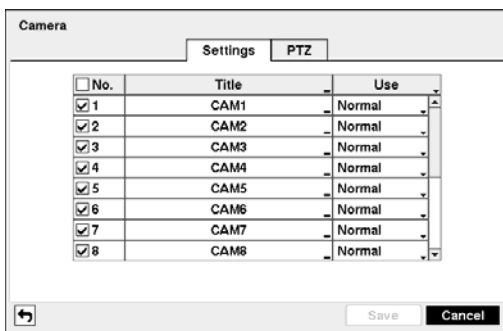 Camera
Settings PTZ
No. Title Use
1 CAM1 Normal
2 CAM2 Normal
3 CAM3 Normal
4 CAM4 Normal
5 CAM5 Normal
6 CAM6 Normal
7 CAM7 Normal
8 CAM8 Normal
Save Cancel